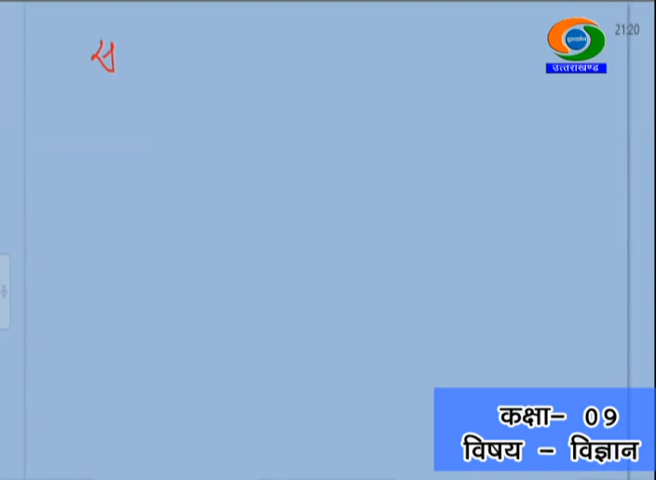 स
21:20
दूरदर्शन
उत्तराखण्ड
कक्षा- 09
विषय - विज्ञान